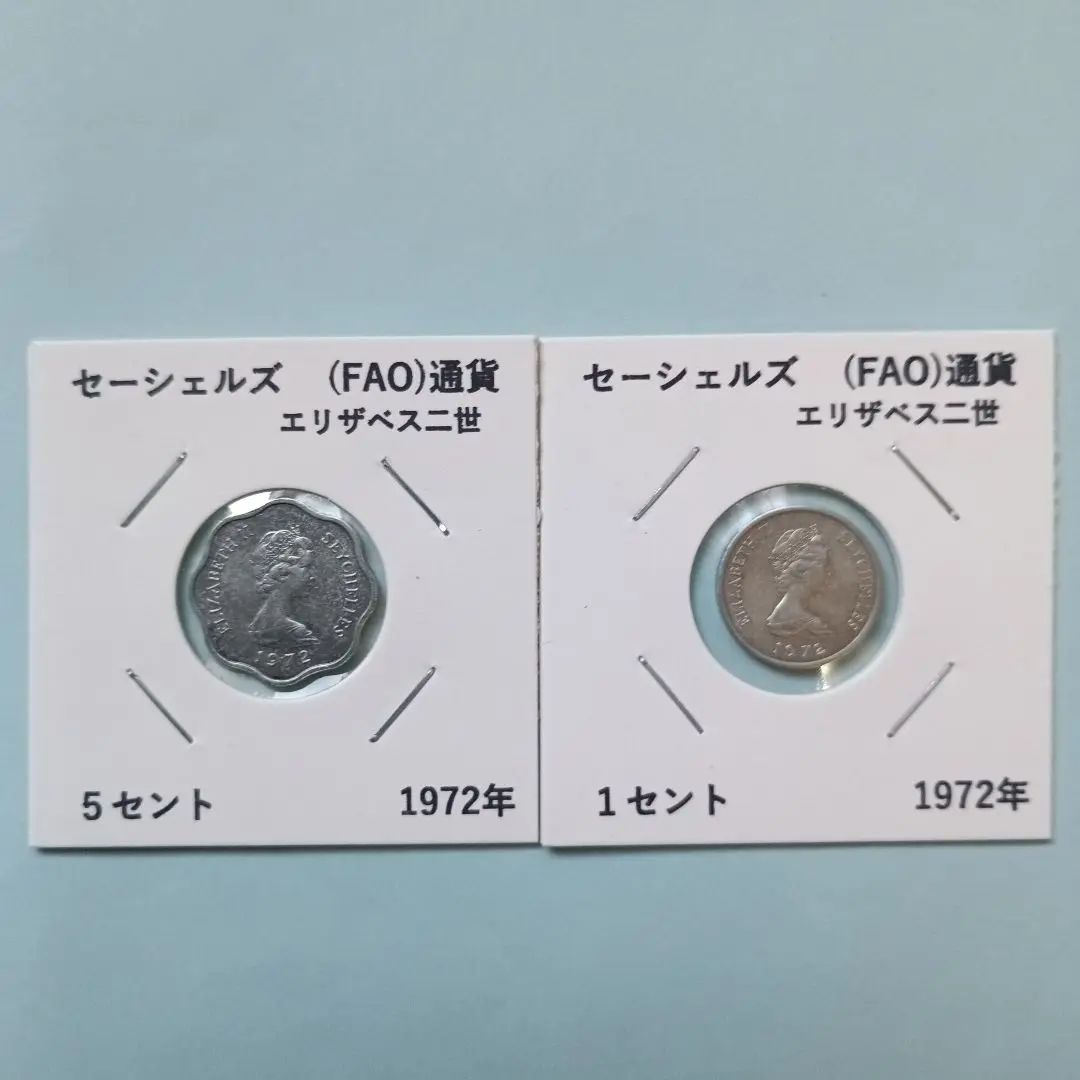 セーシェルズ　(FAO)通貨
エリザベス二世
ELIZABETH II SEYCHELLES
1972
5セント　1972年
セーシェルズ　(FAO)通貨
エリザベス二世
ELIZABETH II SEYCHELLES
1972
1セント　1972年